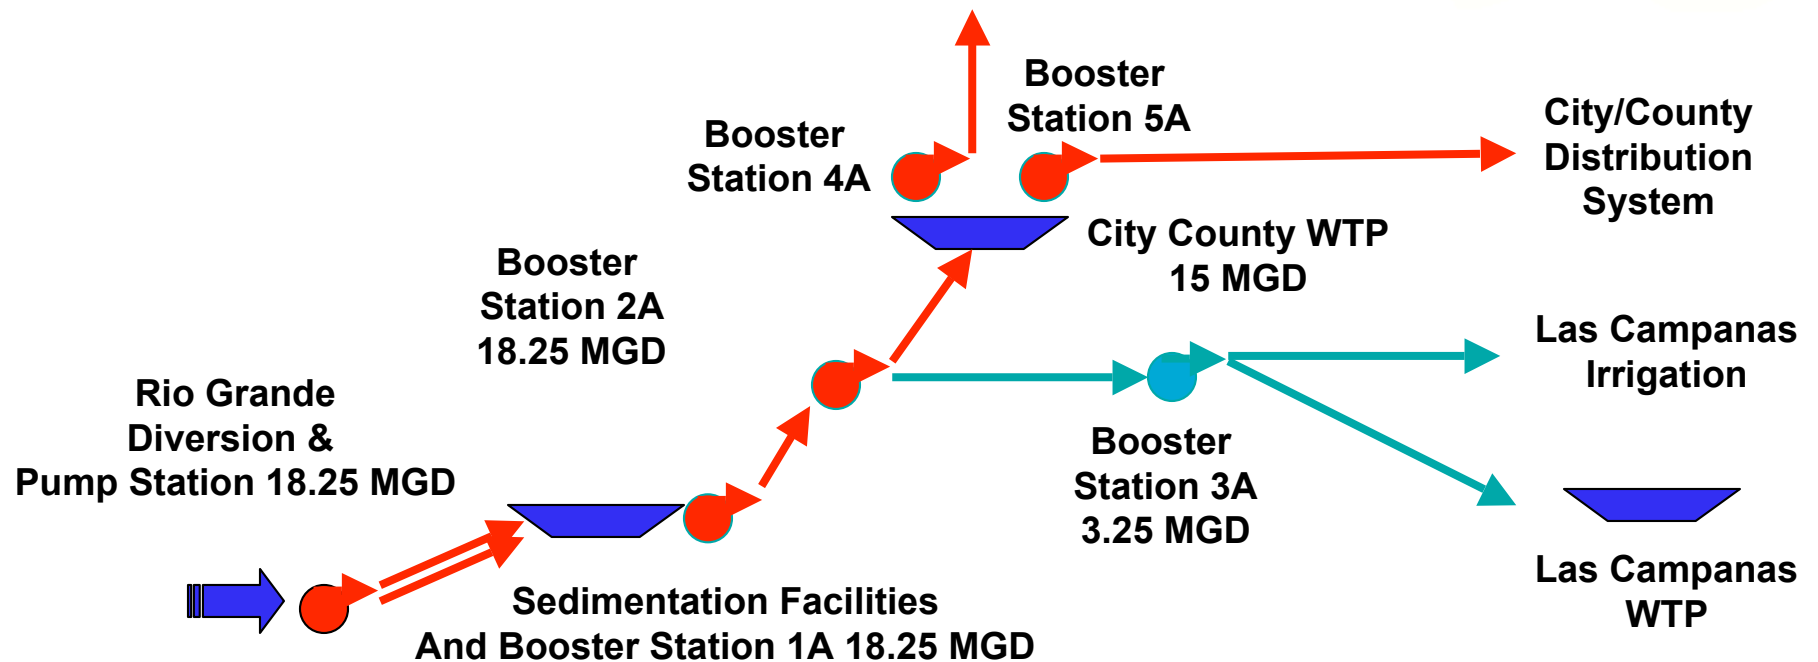 Booster
Station 5A
Booster
Station 4A
City/County
Distribution
System
City County WTP
15 MGD
Booster
Station 2A
18.25 MGD
Las Campanas
Irrigation
Rio Grande
Diversion &
Pump Station 18.25 MGD
Booster
Station 3A
3.25 MGD
Las Campanas
WTP
Sedimentation Facilities
And Booster Station 1A 18.25 MGD